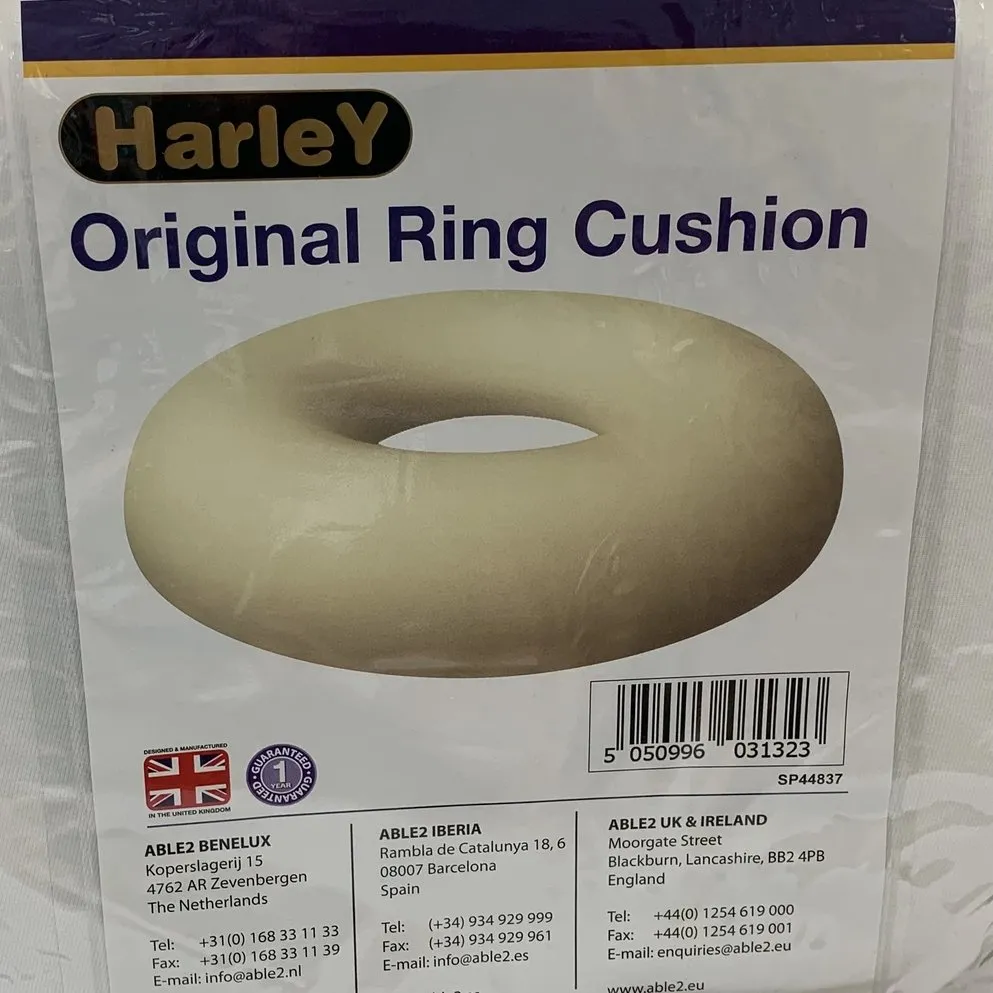 HarleY
Original Ring Cushion
5 050996 031323
SP44837
DESIGNED & MANUFACTURED
IN THE UNITED KINGDOM
GUARANTEED
1
YEAR
GUARANTEED
ABLE2 BENELUX
Koperslagerij 15
4762 AR Zevenbergen
The Netherlands
Tel: +31(0) 168 33 11 33
Fax: +31(0) 168 33 11 39
E-mail: info@able2.nl
ABLE2 IBERIA
Rambla de Catalunya 18, 6
08007 Barcelona
Spain
Tel: (+34) 934 929 999
Fax: (+34) 934 929 961
E-mail: info@able2.es
ABLE2 UK & IRELAND
Moorgate Street
Blackburn, Lancashire, BB2 4PB
England
Tel: +44(0) 1254 619 000
Fax: +44(0) 1254 619 001
E-mail: enquiries@able2.eu
www.able2.eu